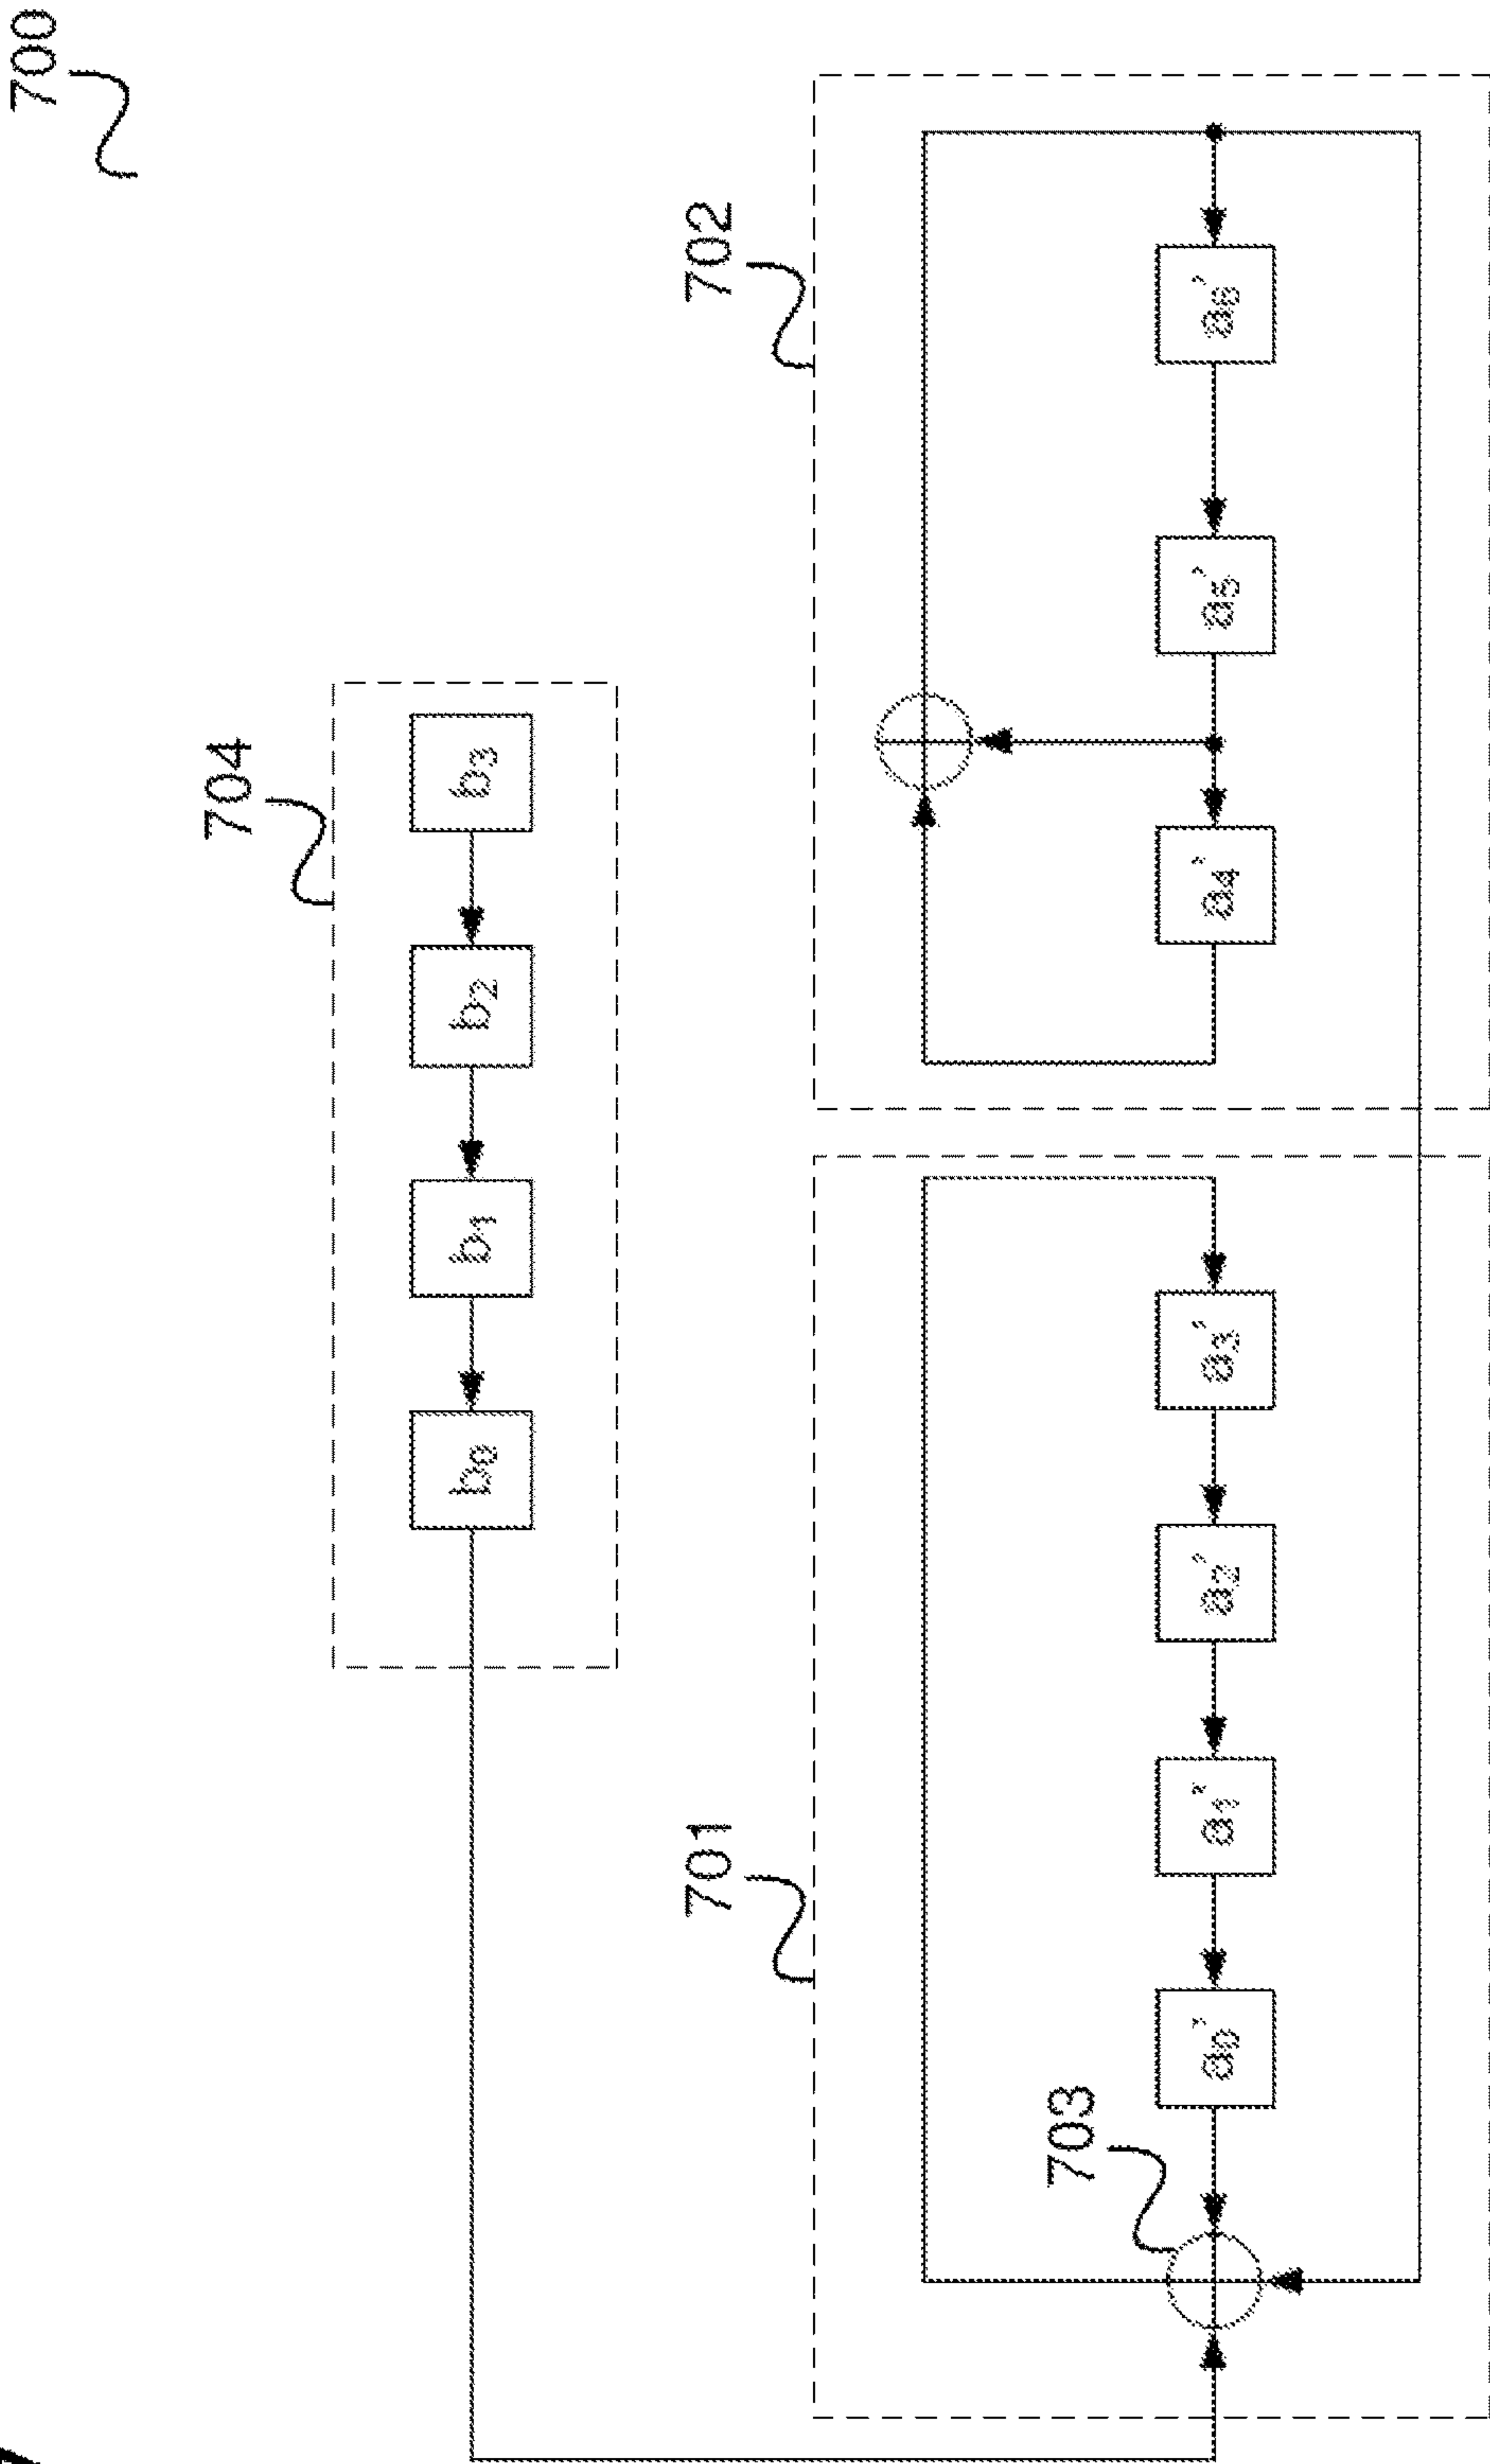 700
704
b₀
b₁
b₂
b₃
701
702
703
a₀'
a₁'
a₂'
a₃'
a₄'
a₅'
a₆'